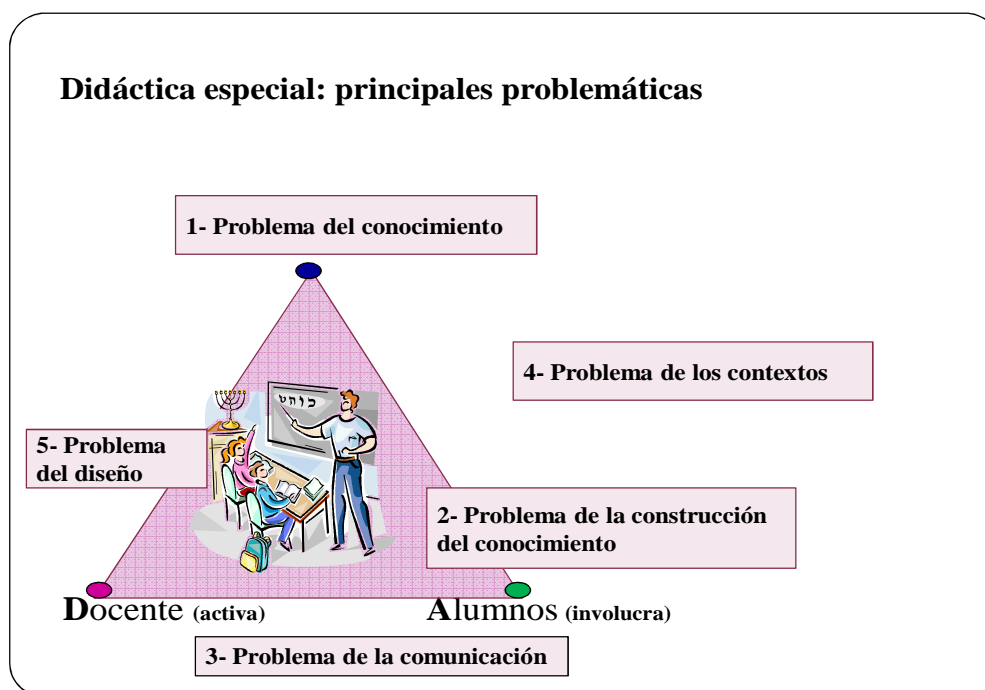 Didáctica especial: principales problemáticas
1- Problema del conocimiento
4- Problema de los contextos
5- Problema
del diseño
2- Problema de la construcción
del conocimiento
Docente (activa)
Alumnos (involucra)
3- Problema de la comunicación